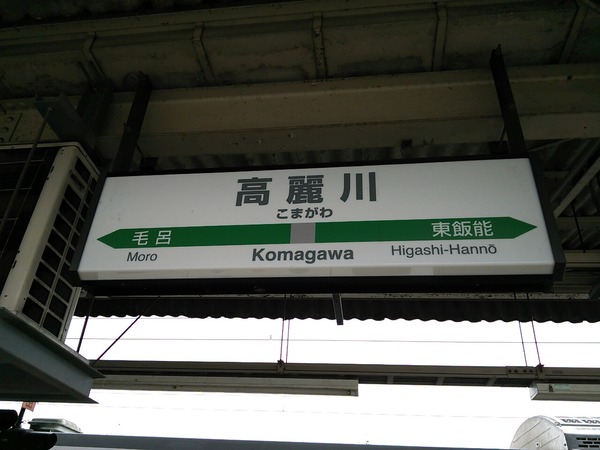 高麗川
こまがわ
毛呂
東飯能
Moro
Komagawa
Higashi-Hannō